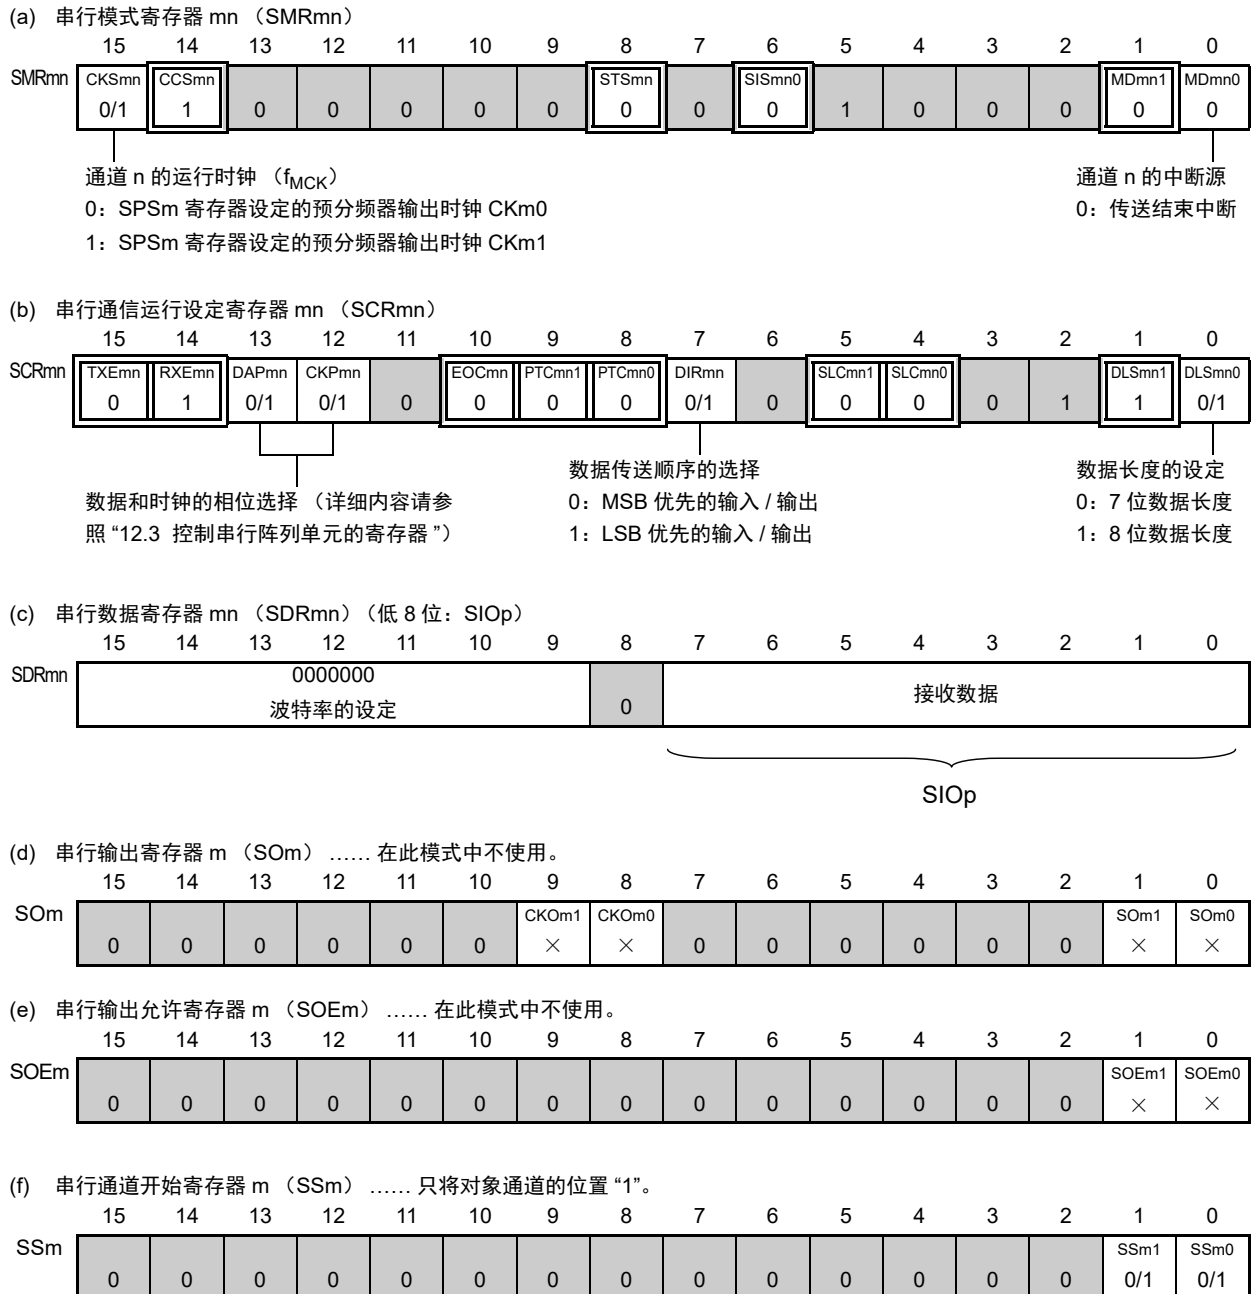 (a) 串行模式寄存器 mn （SMRmn）
15 14 13 12 11 10 9 8 7 6 5 4 3 2 1 0
SMRmn CKSmn CCSmn STSmn SISmn0 MDmn1 MDmn0
0/1 1 0 0 0 0 0 0 0 0 1 0 0 0 0 0
通道 n 的运行时钟 （fMCK） 通道 n 的中断源
0：SPSm 寄存器设定的预分频器输出时钟 CKm0 0：传送结束中断
1：SPSm 寄存器设定的预分频器输出时钟 CKm1
(b) 串行通信运行设定寄存器 mn （SCRmn）
15 14 13 12 11 10 9 8 7 6 5 4 3 2 1 0
SCRmn TXEmn RXEmn DAPmn CKPmn EOCmn PTCmn1 PTCmn0 DIRmn SLCmn1 SLCmn0 DLSmn1 DLSmn0
0 1 0/1 0/1 0 0 0 0 0/1 0 0 0 0 1 1 0/1
数据传送顺序的选择 数据长度的设定
数据和时钟的相位选择 （详细内容请参 0：MSB 优先的输入 / 输出 0：7 位数据长度
照 “12.3 控制串行阵列单元的寄存器 ”） 1：LSB 优先的输入 / 输出 1：8 位数据长度
(c) 串行数据寄存器 mn （SDRmn）（低 8 位：SIOp）
15 14 13 12 11 10 9 8 7 6 5 4 3 2 1 0
SDRmn 0000000
波特率的设定 0 接收数据
SIOp
(d) 串行输出寄存器 m （SOm） …… 在此模式中不使用。
15 14 13 12 11 10 9 8 7 6 5 4 3 2 1 0
SOm CKOm1 CKOm0 SOm1 SOm0
0 0 0 0 0 0 × × 0 0 0 0 0 0 × ×
(e) 串行输出允许寄存器 m （SOEm） …… 在此模式中不使用。
15 14 13 12 11 10 9 8 7 6 5 4 3 2 1 0
SOEm SOEm1 SOEm0
0 0 0 0 0 0 0 0 0 0 0 0 0 0 × ×
(f) 串行通道开始寄存器 m （SSm） …… 只将对象通道的位置 “1”。
15 14 13 12 11 10 9 8 7 6 5 4 3 2 1 0
SSm SSm1 SSm0
0 0 0 0 0 0 0 0 0 0 0 0 0 0 0/1 0/1